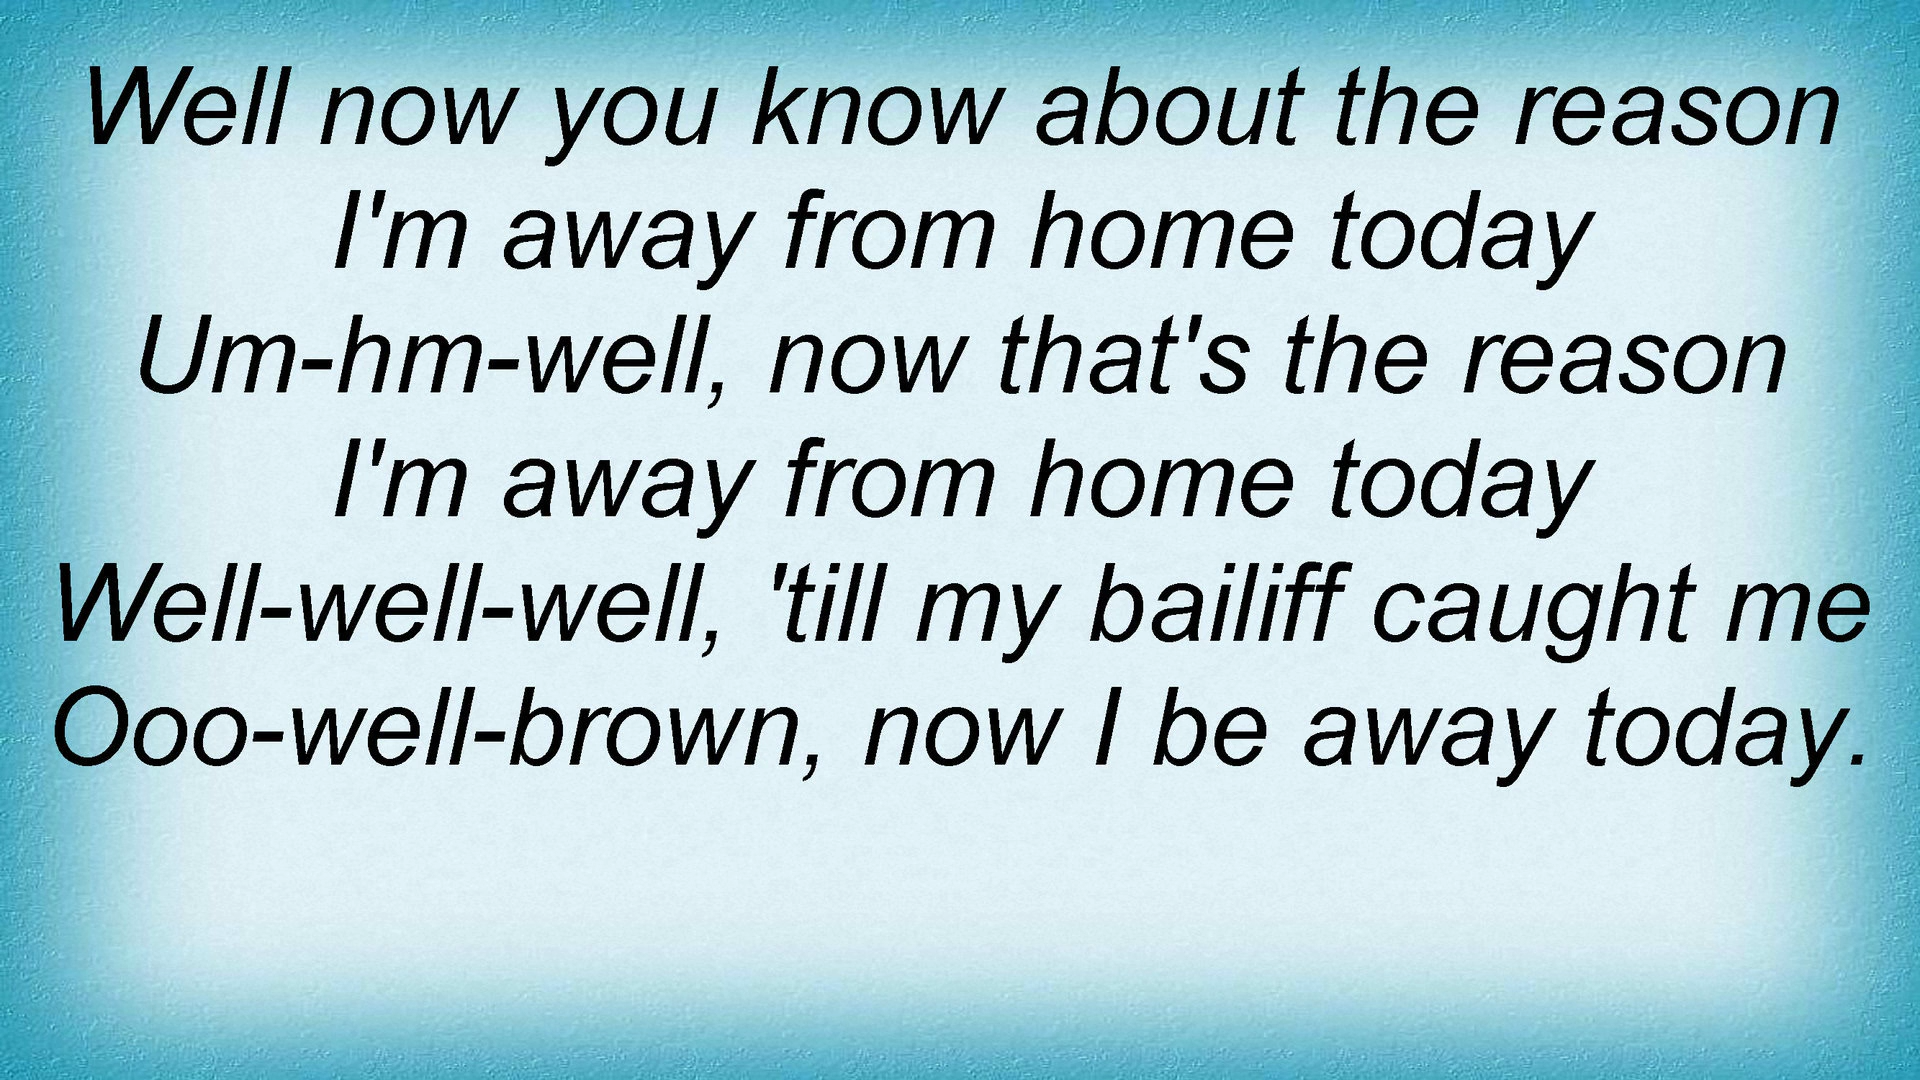 Well now you know about the reason
I'm away from home today
Um-hm-well, now that's the reason
I'm away from home today
Well-well-well, 'till my bailiff caught me
Ooo-well-brown, now I be away today.